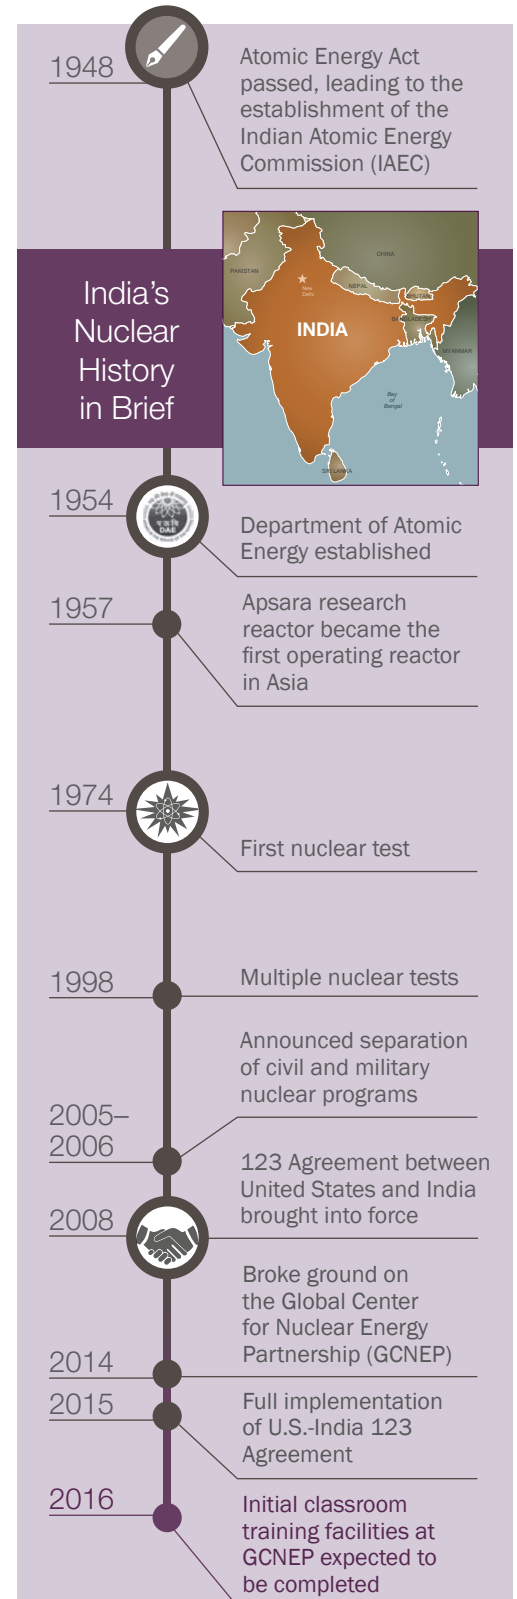 1948
Atomic Energy Act
passed, leading to the
establishment of the
Indian Atomic Energy
Commission (IAEC)
India's
Nuclear
History
in Brief
CHINA
PAKISTAN
New
Delhi
NEPAL
BHUTAN
INDIA
BANGLADESH
MYANMAR
Bay
of
Bengal
SRI LANKA
1954
DAE
Department of Atomic
Energy established
1957
Apsara research
reactor became the
first operating reactor
in Asia
1974
First nuclear test
1998
Multiple nuclear tests
Announced separation
of civil and military
nuclear programs
2005–
2006
123 Agreement between
United States and India
brought into force
2008
Broke ground on
the Global Center
for Nuclear Energy
Partnership (GCNEP)
2014
2015
Full implementation
of U.S.-India 123
Agreement
2016
Initial classroom
training facilities at
GCNEP expected to
be completed